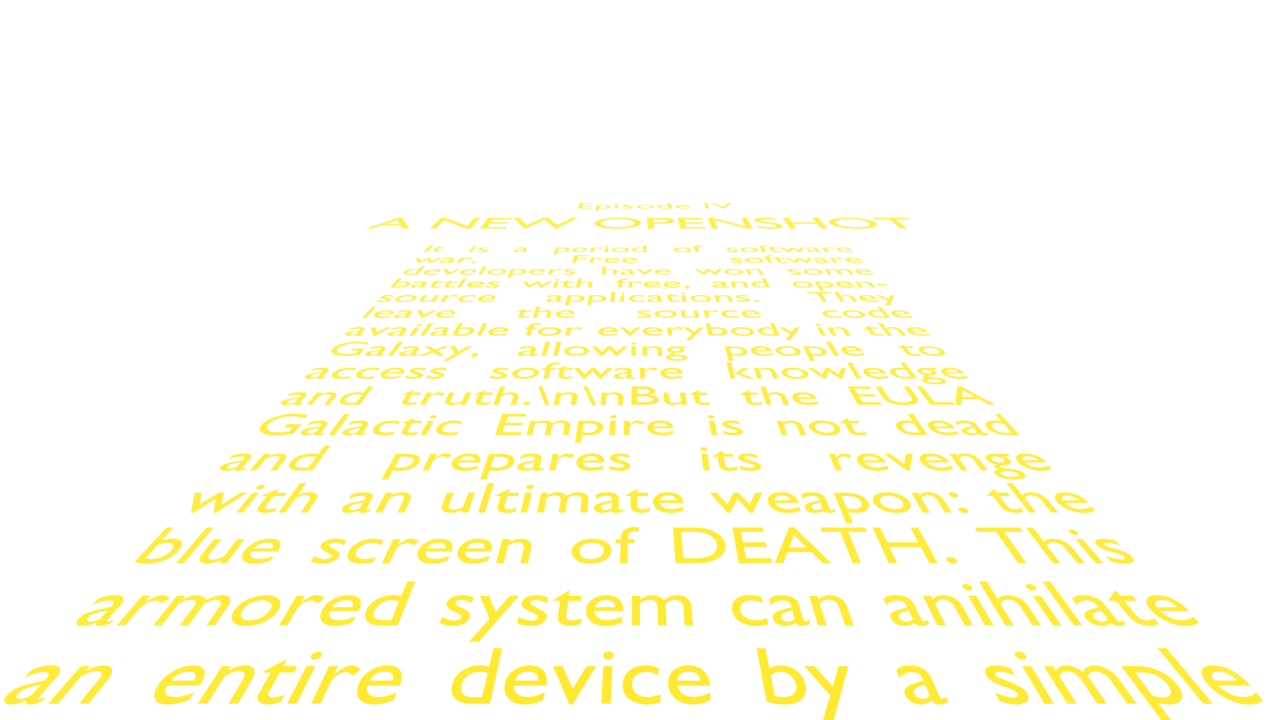 Episode IV
A NEW OPENSHOT
It is a period of software
war. Free software
developers have won some
battles with free, and open-
source applications. They
leave the source code
available for everybody in the
Galaxy, allowing people to
access software knowledge
and truth.\n\nBut the EULA
Galactic Empire is not dead
and prepares its revenge
with an ultimate weapon: the
blue screen of DEATH. This
armored system can anihilate
an entire device by a simple